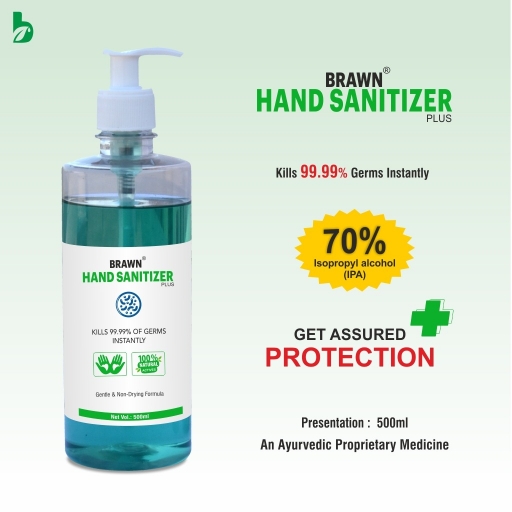 BRAWN®
HAND SANITIZER
PLUS
Kills 99.99% Germs Instantly
70%
Isopropyl alcohol
(IPA)
GET ASSURED
PROTECTION
Presentation : 500ml
An Ayurvedic Proprietary Medicine
BRAWN®
HAND SANITIZER
PLUS
KILLS 99.99% OF GERMS
INSTANTLY
100%
NATURAL
Gentle & Non-Drying Formula
Net Vol.: 500ml